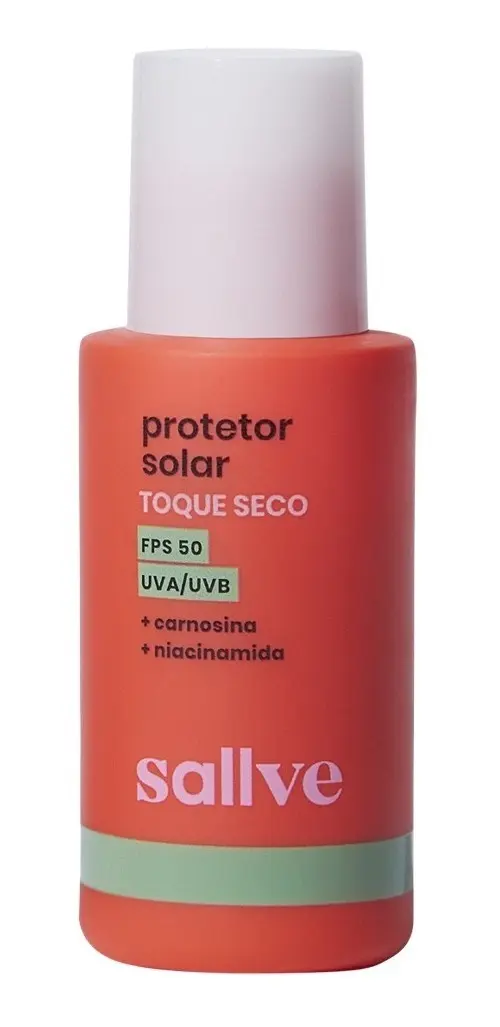 protetor
solar
TOQUE SECO
FPS 50
UVA/UVB
+ carnosina
+ niacinamida
sallve